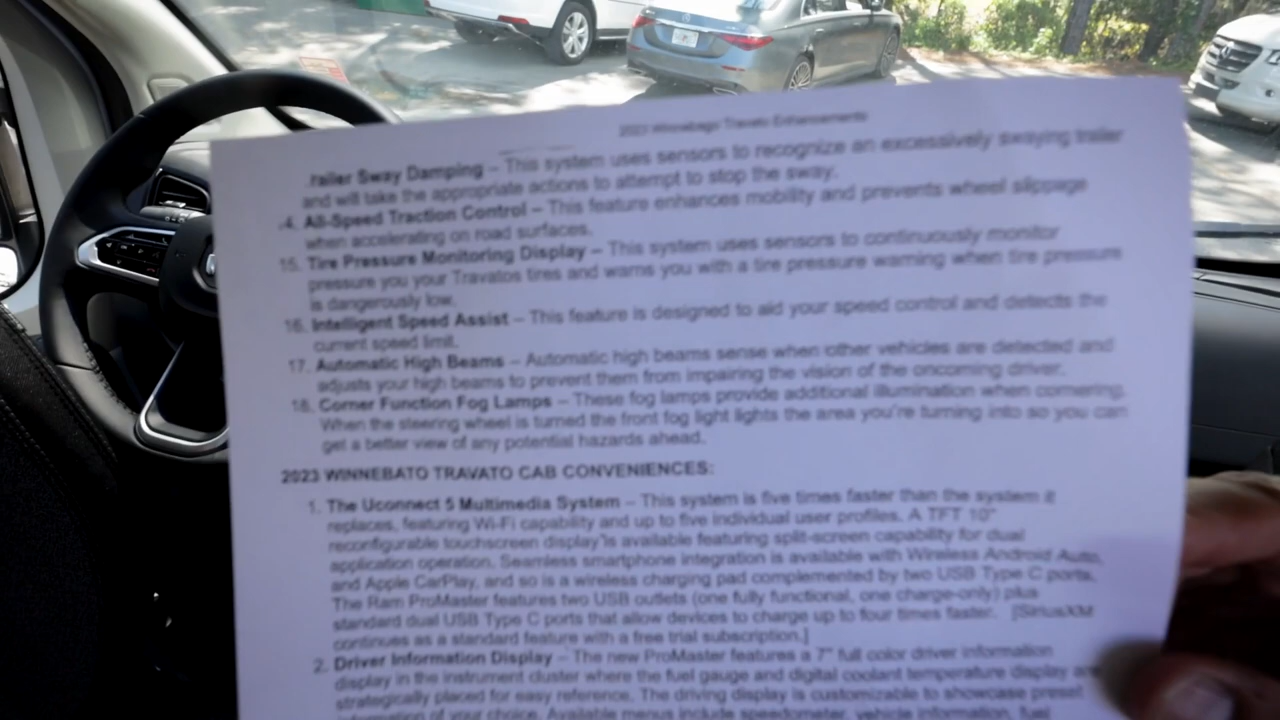 2023 Winnebago Travato Enhancements
railer Sway Damping – This system uses sensors to recognize an excessively swaying trailer
and will take the appropriate actions to attempt to stop the sway.
4. All-Speed Traction Control – This feature enhances mobility and prevents wheel slippage
when accelerating on road surfaces.
15. Tire Pressure Monitoring Display – This system uses sensors to continuously monitor
pressure you your Travatos tires and warns you with a tire pressure warning when tire pressure
is dangerously low.
16. Intelligent Speed Assist – This feature is designed to aid your speed control and detects the
current speed limit.
17. Automatic High Beams – Automatic high beams sense when other vehicles are detected and
adjusts your high beams to prevent them from impairing the vision of the oncoming driver.
18. Corner Function Fog Lamps – These fog lamps provide additional illumination when cornering.
When the steering wheel is turned the front fog light lights the area you're turning into so you can
get a better view of any potential hazards ahead.
2023 WINNEBATO TRAVATO CAB CONVENIENCES:
1. The Uconnect 5 Multimedia System – This system is five times faster than the system it
replaces, featuring Wi-Fi capability and up to five individual user profiles. A TFT 10"
reconfigurable touchscreen display is available featuring split-screen capability for dual
application operation. Seamless smartphone integration is available with Wireless Android Auto,
and Apple CarPlay, and so is a wireless charging pad complemented by two USB Type C ports.
The Ram ProMaster features two USB outlets (one fully functional, one charge-only) plus
standard dual USB Type C ports that allow devices to charge up to four times faster. [SiriusXM
continues as a standard feature with a free trial subscription.]
2. Driver Information Display – The new ProMaster features a 7" full color driver information
display in the instrument cluster where the fuel gauge and digital coolant temperature display
strategically placed for easy reference. The driving display is customizable to showcase preset
information of your choice. Available menus include speedometer, vehicle information, fuel